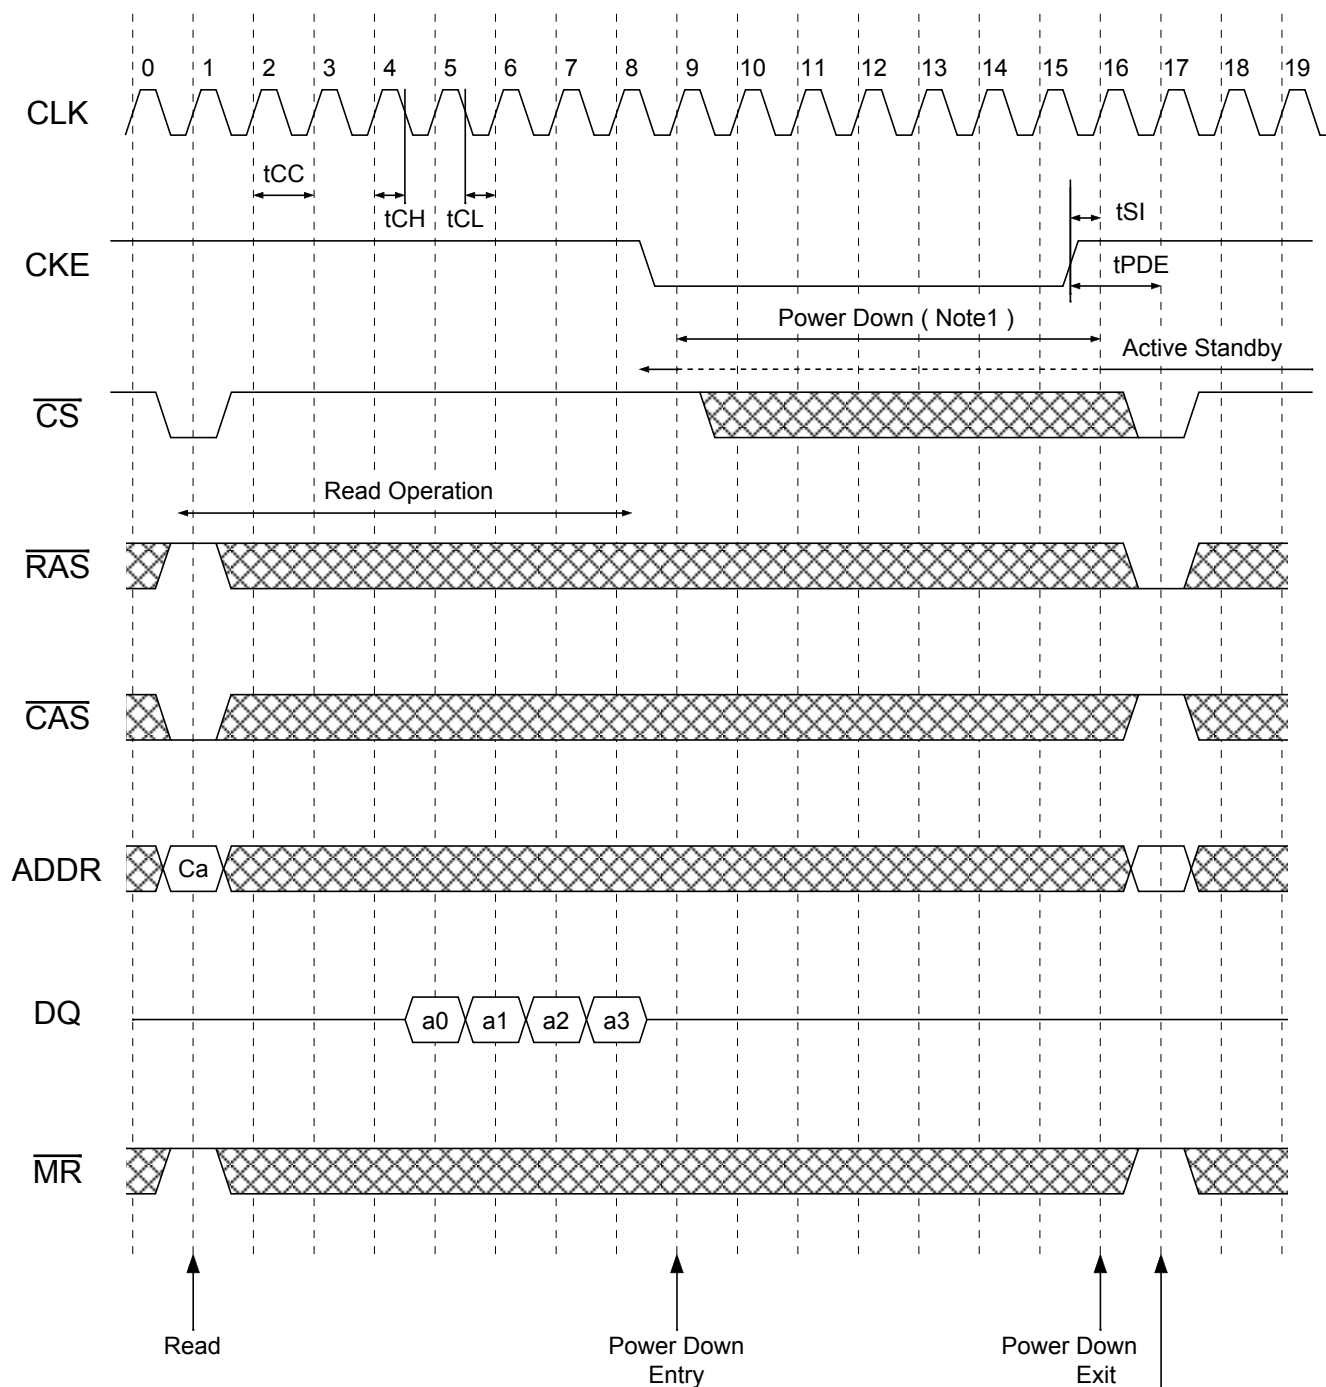 0 1 2 3 4 5 6 7 8 9 10 11 12 13 14 15 16 17 18 19
CLK
tCC
tCH
tCL
tSI
CKE
tPDE
Power Down ( Note1 )
Active Standby
CS
Read Operation
RAS
CAS
ADDR
Ca
DQ
a0 a1 a2 a3
MR
Read
Power Down
Entry
Power Down
Exit